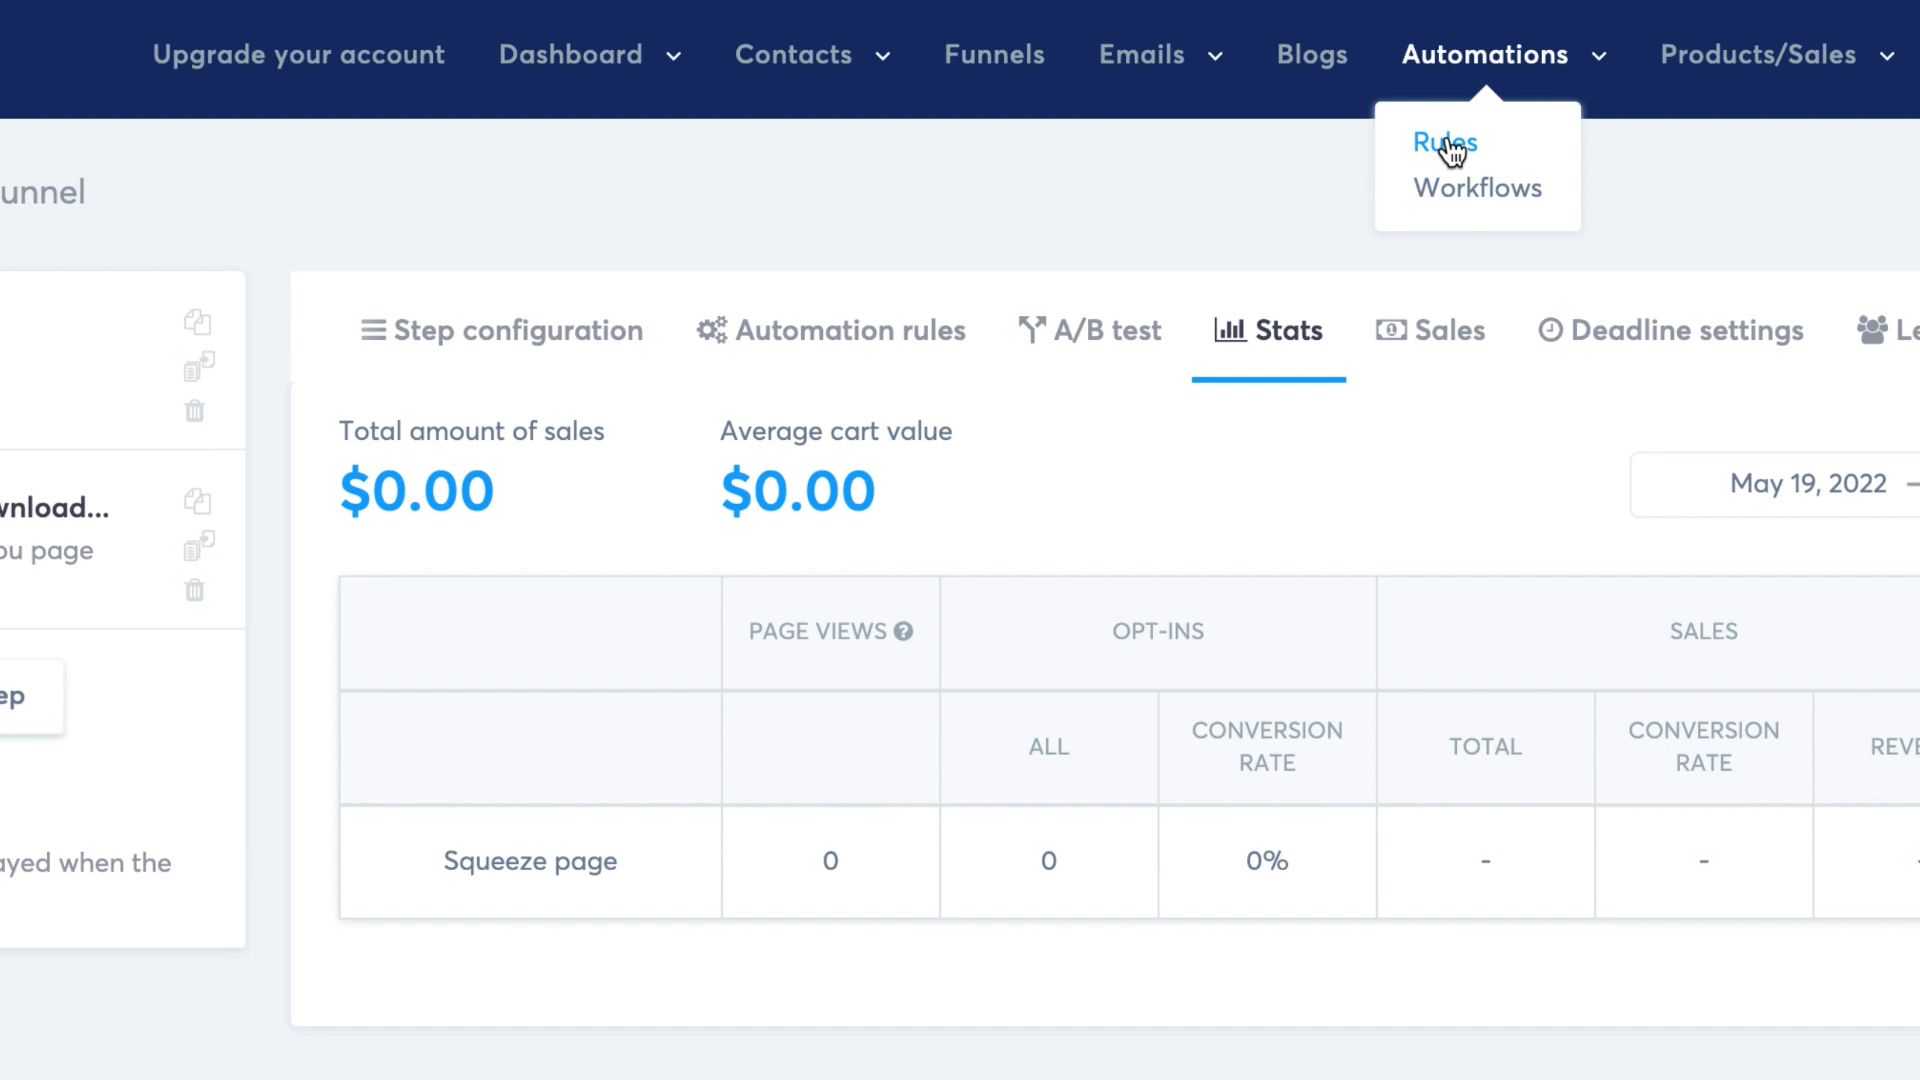 Upgrade your account Dashboard Contacts Funnels Emails Blogs Automations Products/Sales
Rules
Workflows
unnel
Step configuration Automation rules A/B test Stats Sales Deadline settings Le
Total amount of sales Average cart value
$0.00 $0.00
May 19, 2022 –
wnload...
ou page
ep
ayed when the
PAGE VIEWS OPT-INS SALES
ALL CONVERSION RATE TOTAL CONVERSION RATE REVE
Squeeze page 0 0 0% - - -